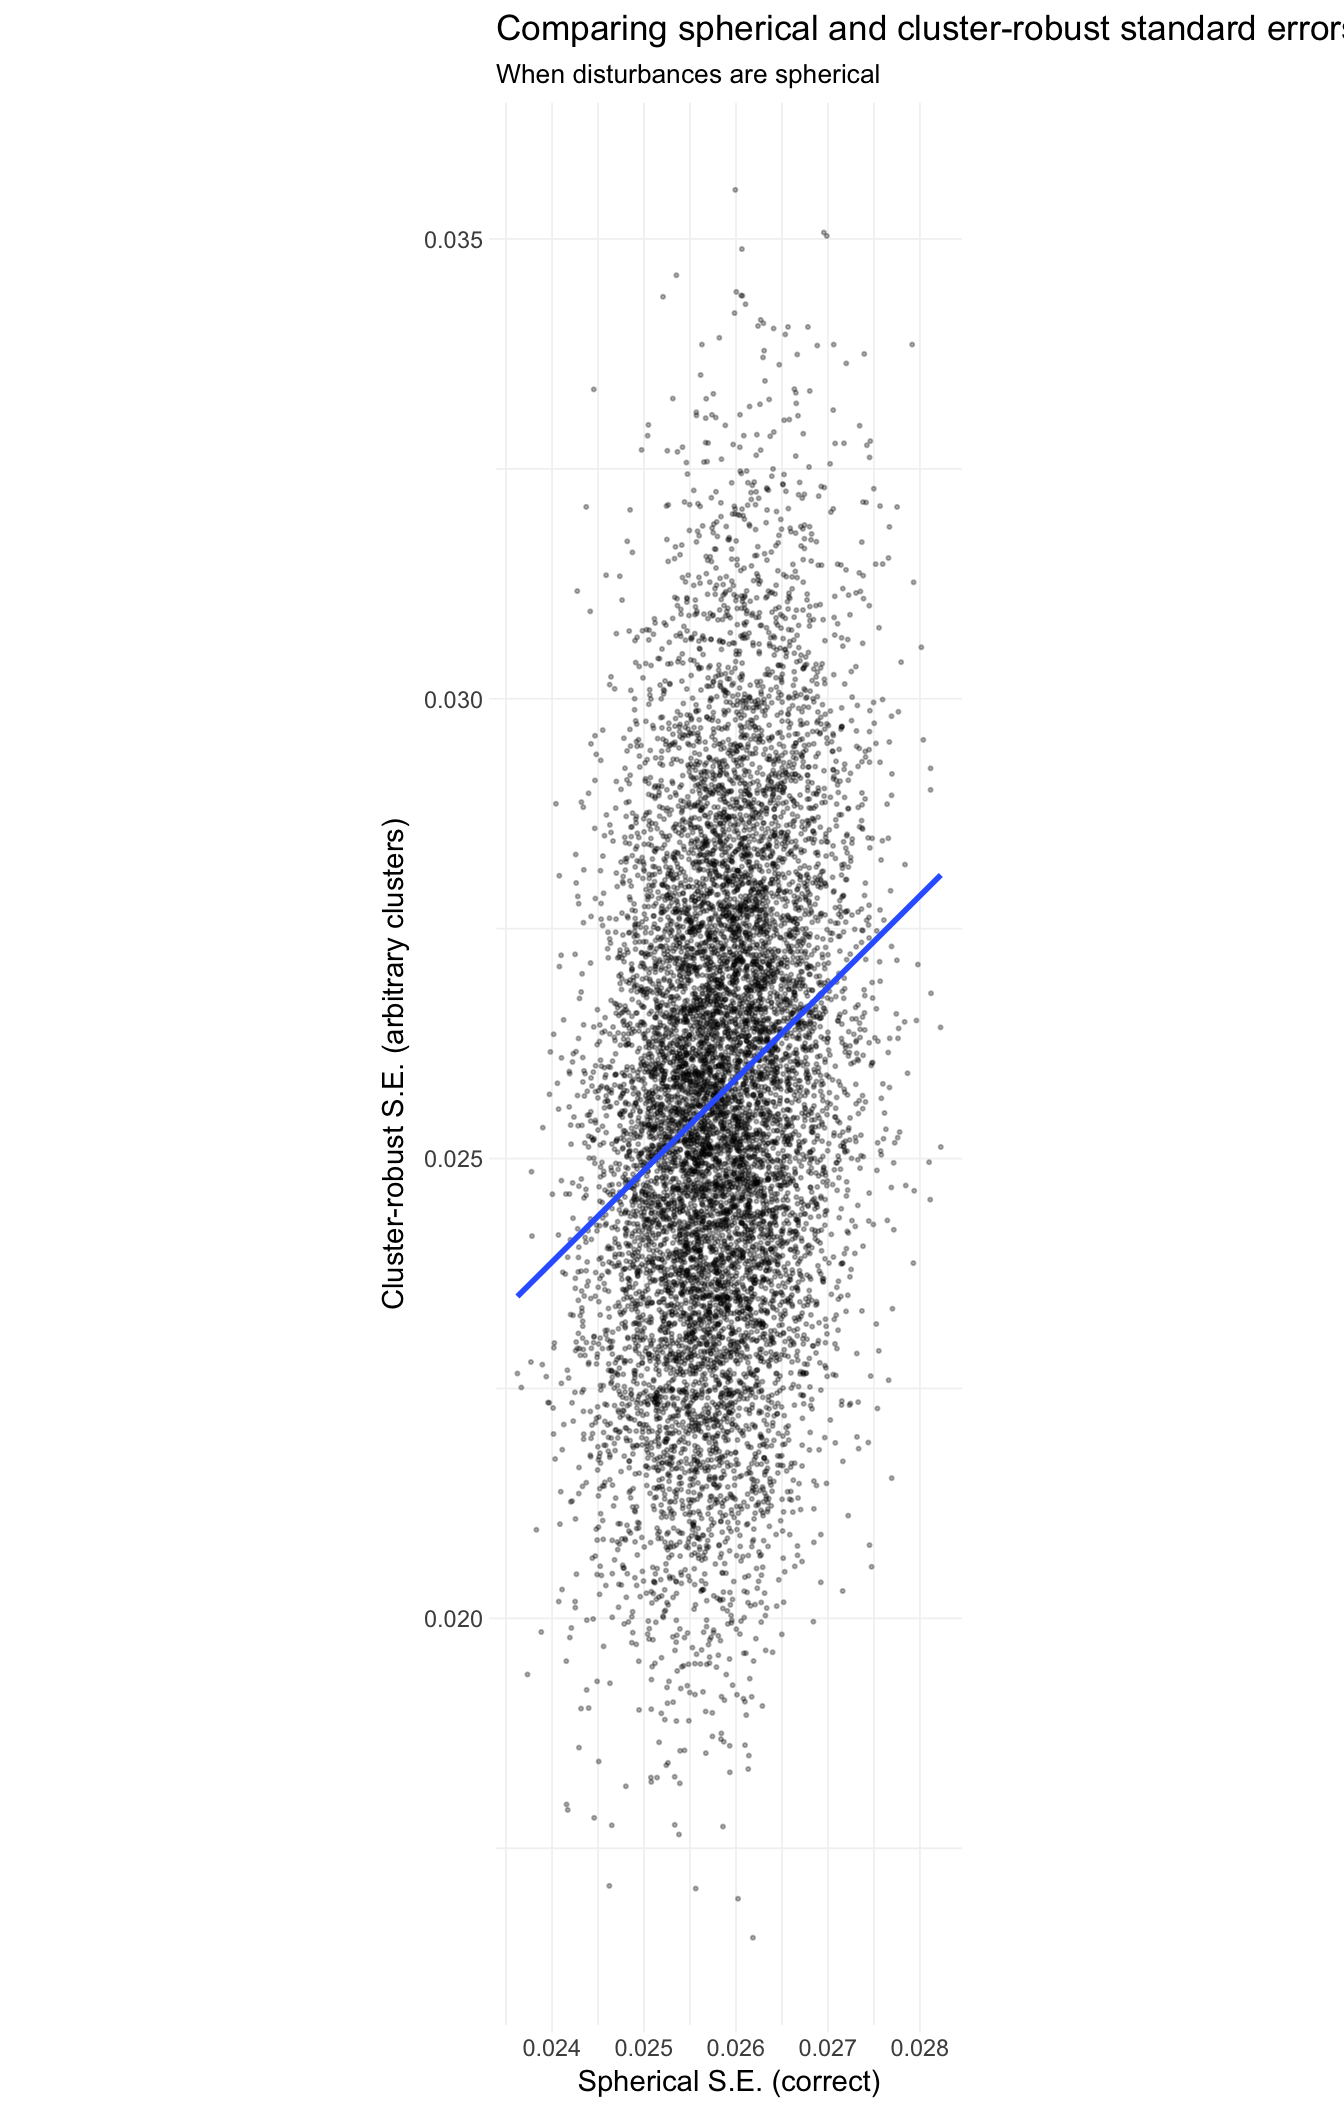 Comparing spherical and cluster-robust standard errors
When disturbances are spherical
0.035
0.030
0.025
0.020
Cluster-robust S.E. (arbitrary clusters)
0.024 0.025 0.026 0.027 0.028
Spherical S.E. (correct)